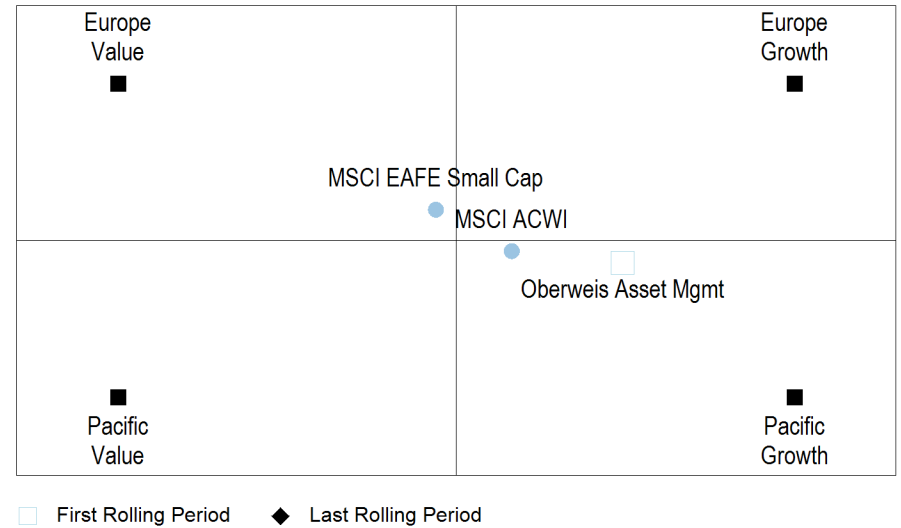 Europe
Value
Europe
Growth
MSCI EAFE Small Cap
MSCI ACWI
Oberweis Asset Mgmt
Pacific
Value
Pacific
Growth
First Rolling Period
Last Rolling Period